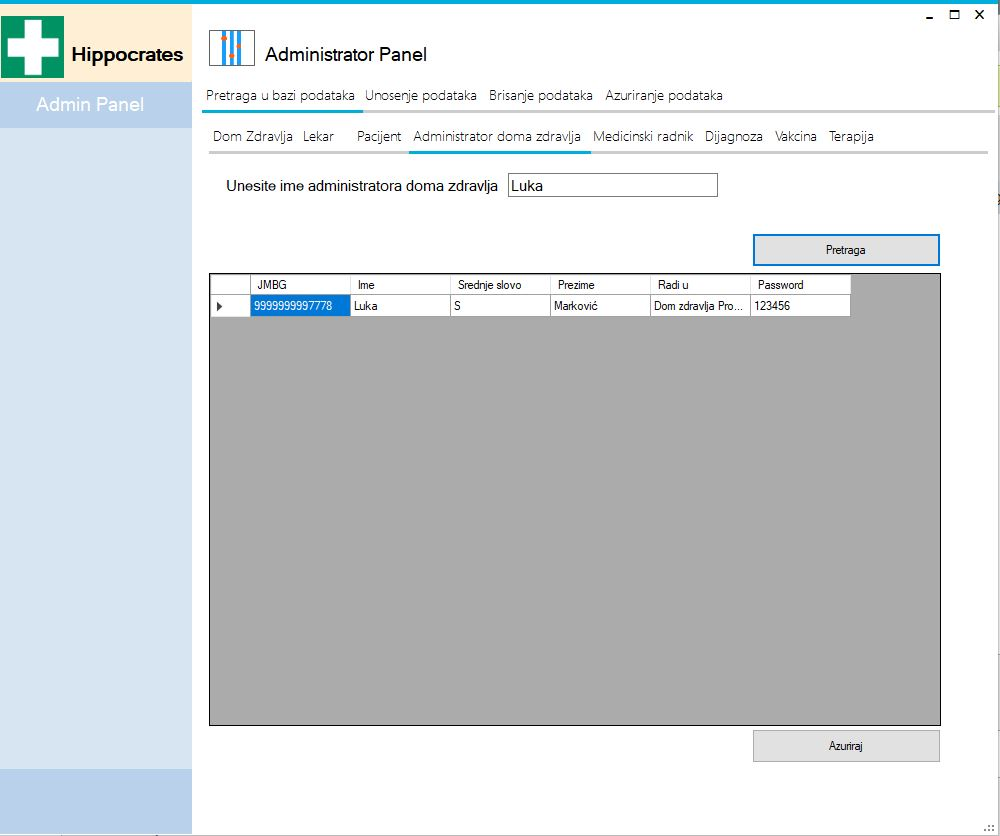 Hippocrates
Administrator Panel
Admin Panel
Pretraga u bazi podataka Unosenje podataka Brisanje podataka Azuriranje podataka
Dom Zdravlja Lekar Pacijent Administrator doma zdravlja Medicinski radnik Dijagnoza Vakcina Terapija
Unesite ime administratora doma zdravlja Luka
Pretraga
JMBG Ime Srednje slovo Prezime Radi u Password
9999999997778 Luka S Marković Dom zdravlja Pro... 123456
Azuriraj